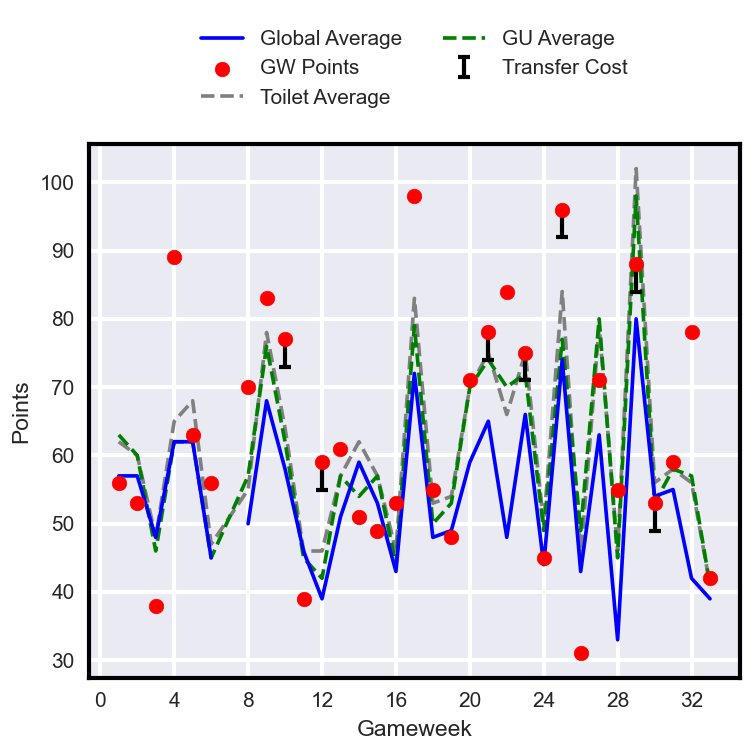 Global Average
GU Average
GW Points
Transfer Cost
Toilet Average
Points
100
90
80
70
60
50
40
30
0 4 8 12 16 20 24 28 32
Gameweek